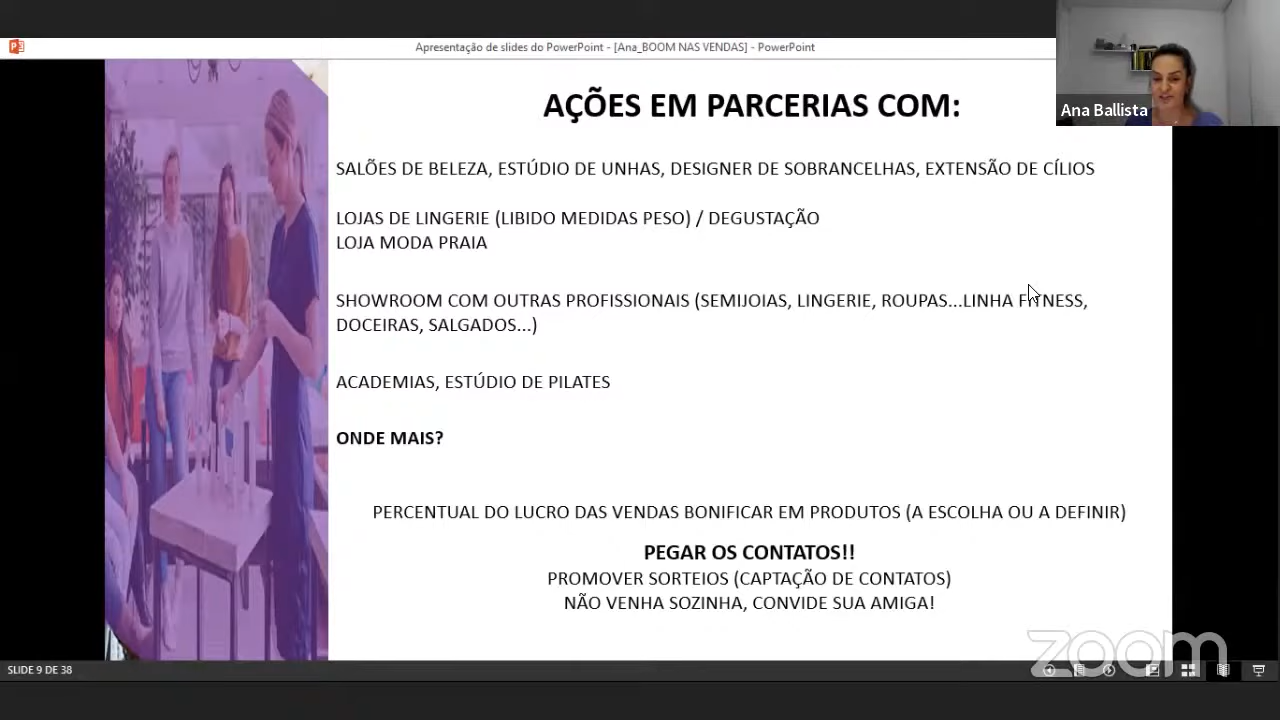 Apresentação de slides do PowerPoint - [Ana_BOOM NAS VENDAS] - PowerPoint
Ana Ballista
AÇÕES EM PARCERIAS COM:
SALÕES DE BELEZA, ESTÚDIO DE UNHAS, DESIGNER DE SOBRANCELHAS, EXTENSÃO DE CÍLIOS
LOJAS DE LINGERIE (LIBIDO MEDIDAS PESO) / DEGUSTAÇÃO
LOJA MODA PRAIA
SHOWROOM COM OUTRAS PROFISSIONAIS (SEMIJOIAS, LINGERIE, ROUPAS...LINHA FITNESS,
DOCEIRAS, SALGADOS...)
ACADEMIAS, ESTÚDIO DE PILATES
ONDE MAIS?
PERCENTUAL DO LUCRO DAS VENDAS BONIFICAR EM PRODUTOS (A ESCOLHA OU A DEFINIR)
PEGAR OS CONTATOS!!
PROMOVER SORTEIOS (CAPTAÇÃO DE CONTATOS)
NÃO VENHA SOZINHA, CONVIDE SUA AMIGA!
zoom
SLIDE 9 DE 38